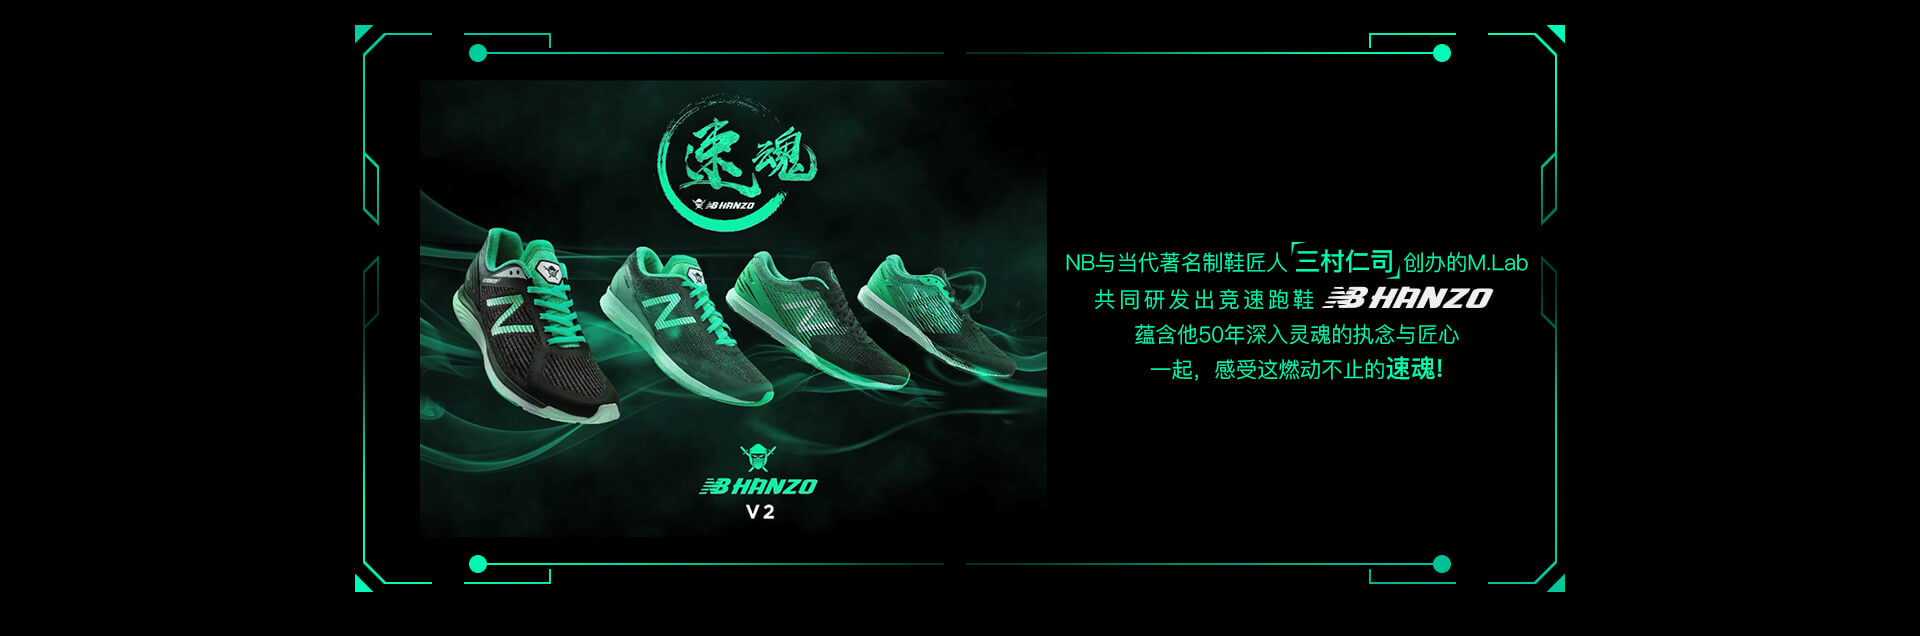 速魂
NB HANZO
NB HANZO
V2
NB与当代著名制鞋匠人「三村仁司」创办的M.Lab
共同研发出竞速跑鞋 NB HANZO
蕴含他50年深入灵魂的执念与匠心
一起，感受这燃动不止的速魂!